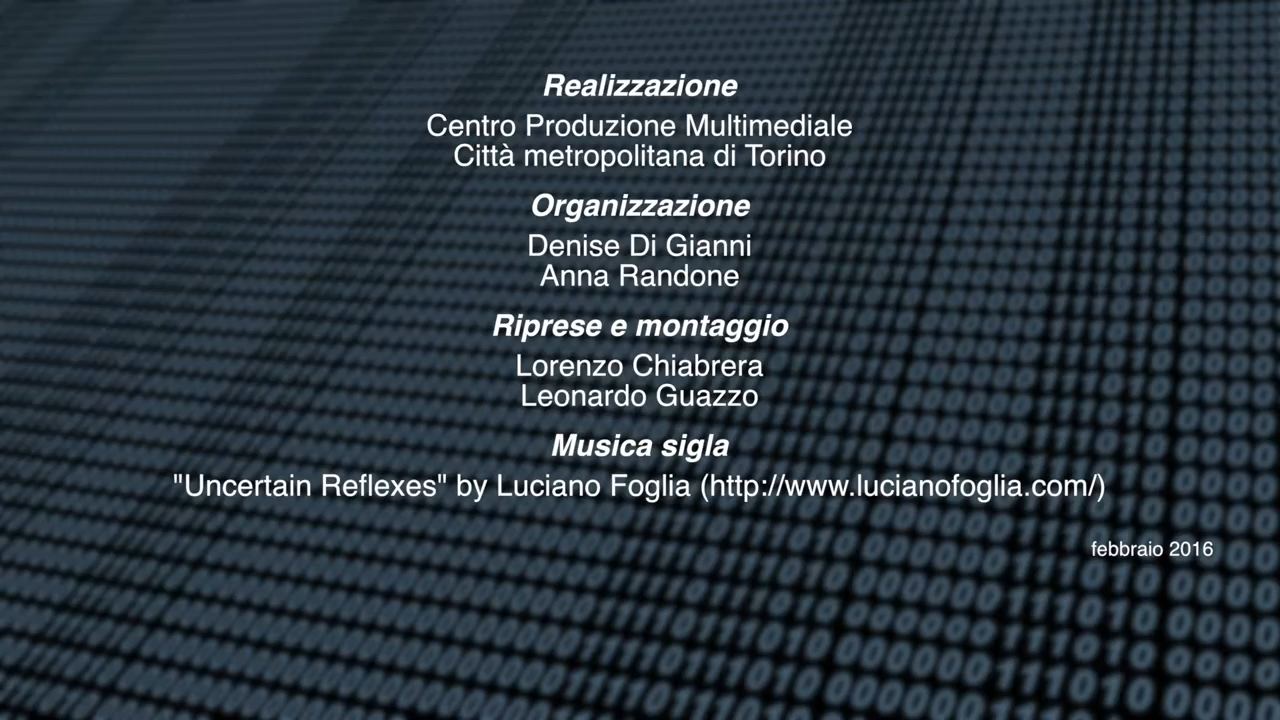 Realizzazione
Centro Produzione Multimediale
Città metropolitana di Torino
Organizzazione
Denise Di Gianni
Anna Randone
Riprese e montaggio
Lorenzo Chiabrera
Leonardo Guazzo
Musica sigla
"Uncertain Reflexes" by Luciano Foglia (http://www.lucianofoglia.com/)
febbraio 2016